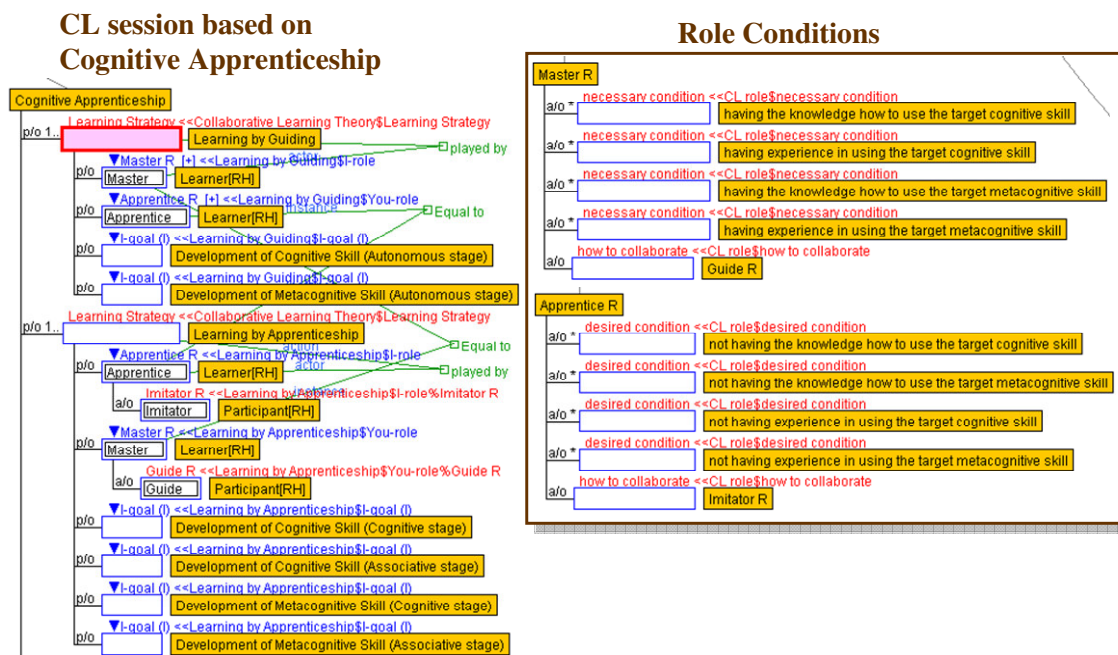 CL session based on
Cognitive Apprenticeship
Cognitive Apprenticeship
Learning Strategy <<Collaborative Learning Theory$Learning Strategy
p/o 1.. Learning by Guiding
played by
actor
▼Master R [+] <<Learning by Guiding$I-role
p/o Master Learner[RH]
▼Apprentice R [+] <<Learning by Guiding$You-role
p/o Apprentice Learner[RH]
instance
Equal to
▼I-goal (I) <<Learning by Guiding$I-goal (I)
p/o Development of Cognitive Skill (Autonomous stage)
▼I-goal (I) <<Learning by Guiding$I-goal (I)
p/o Development of Metacognitive Skill (Autonomous stage)
Learning Strategy <<Collaborative Learning Theory$Learning Strategy
p/o 1.. Learning by Apprenticeship
Equal to
action
▼Apprentice R <<Learning by Apprenticeship$I-role
actor
p/o Apprentice Learner[RH]
played by
instance
Imitator R <<Learning by Apprenticeship$I-role%Imitator R
a/o Imitator Participant[RH]
▼Master R <<Learning by Apprenticeship$You-role
p/o Master Learner[RH]
Guide R <<Learning by Apprenticeship$You-role%Guide R
a/o Guide Participant[RH]
▼I-goal (I) <<Learning by Apprenticeship$I-goal (I)
p/o Development of Cognitive Skill (Cognitive stage)
▼I-goal (I) <<Learning by Apprenticeship$I-goal (I)
p/o Development of Cognitive Skill (Associative stage)
▼I-goal (I) <<Learning by Apprenticeship$I-goal (I)
p/o Development of Metacognitive Skill (Cognitive stage)
▼I-goal (I) <<Learning by Apprenticeship$I-goal (I)
p/o Development of Metacognitive Skill (Associative stage)
Role Conditions
Master R
necessary condition <<CL role$necessary condition
a/o * having the knowledge how to use the target cognitive skill
necessary condition <<CL role$necessary condition
a/o * having experience in using the target cognitive skill
necessary condition <<CL role$necessary condition
a/o * having the knowledge how to use the target metacognitive skill
necessary condition <<CL role$necessary condition
a/o * having experience in using the target metacognitive skill
how to collaborate <<CL role$how to collaborate
a/o Guide R
Apprentice R
desired condition <<CL role$desired condition
a/o * not having the knowledge how to use the target cognitive skill
desired condition <<CL role$desired condition
a/o * not having the knowledge how to use the target metacognitive skill
desired condition <<CL role$desired condition
a/o * not having experience in using the target cognitive skill
desired condition <<CL role$desired condition
a/o * not having experience in using the target metacognitive skill
how to collaborate <<CL role$how to collaborate
a/o Imitator R